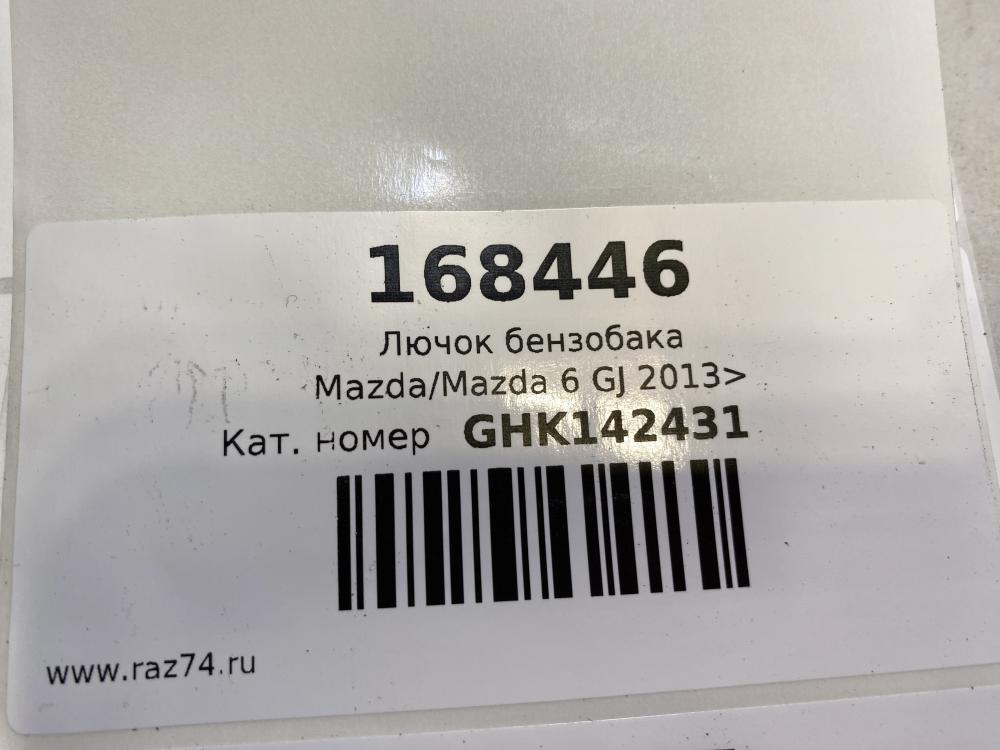 168446
Лючок бензобака
Mazda/Mazda 6 GJ 2013>
Кат. номер GHK142431
www.raz74.ru